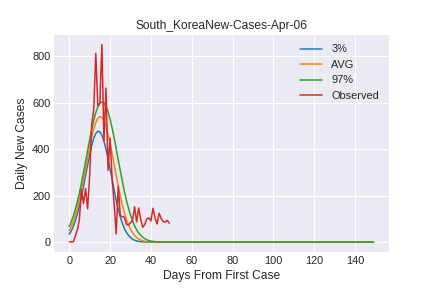 South_KoreaNew-Cases-Apr-06
3%
AVG
97%
Observed
Daily New Cases
800
600
400
200
0
0 20 40 60 80 100 120 140
Days From First Case